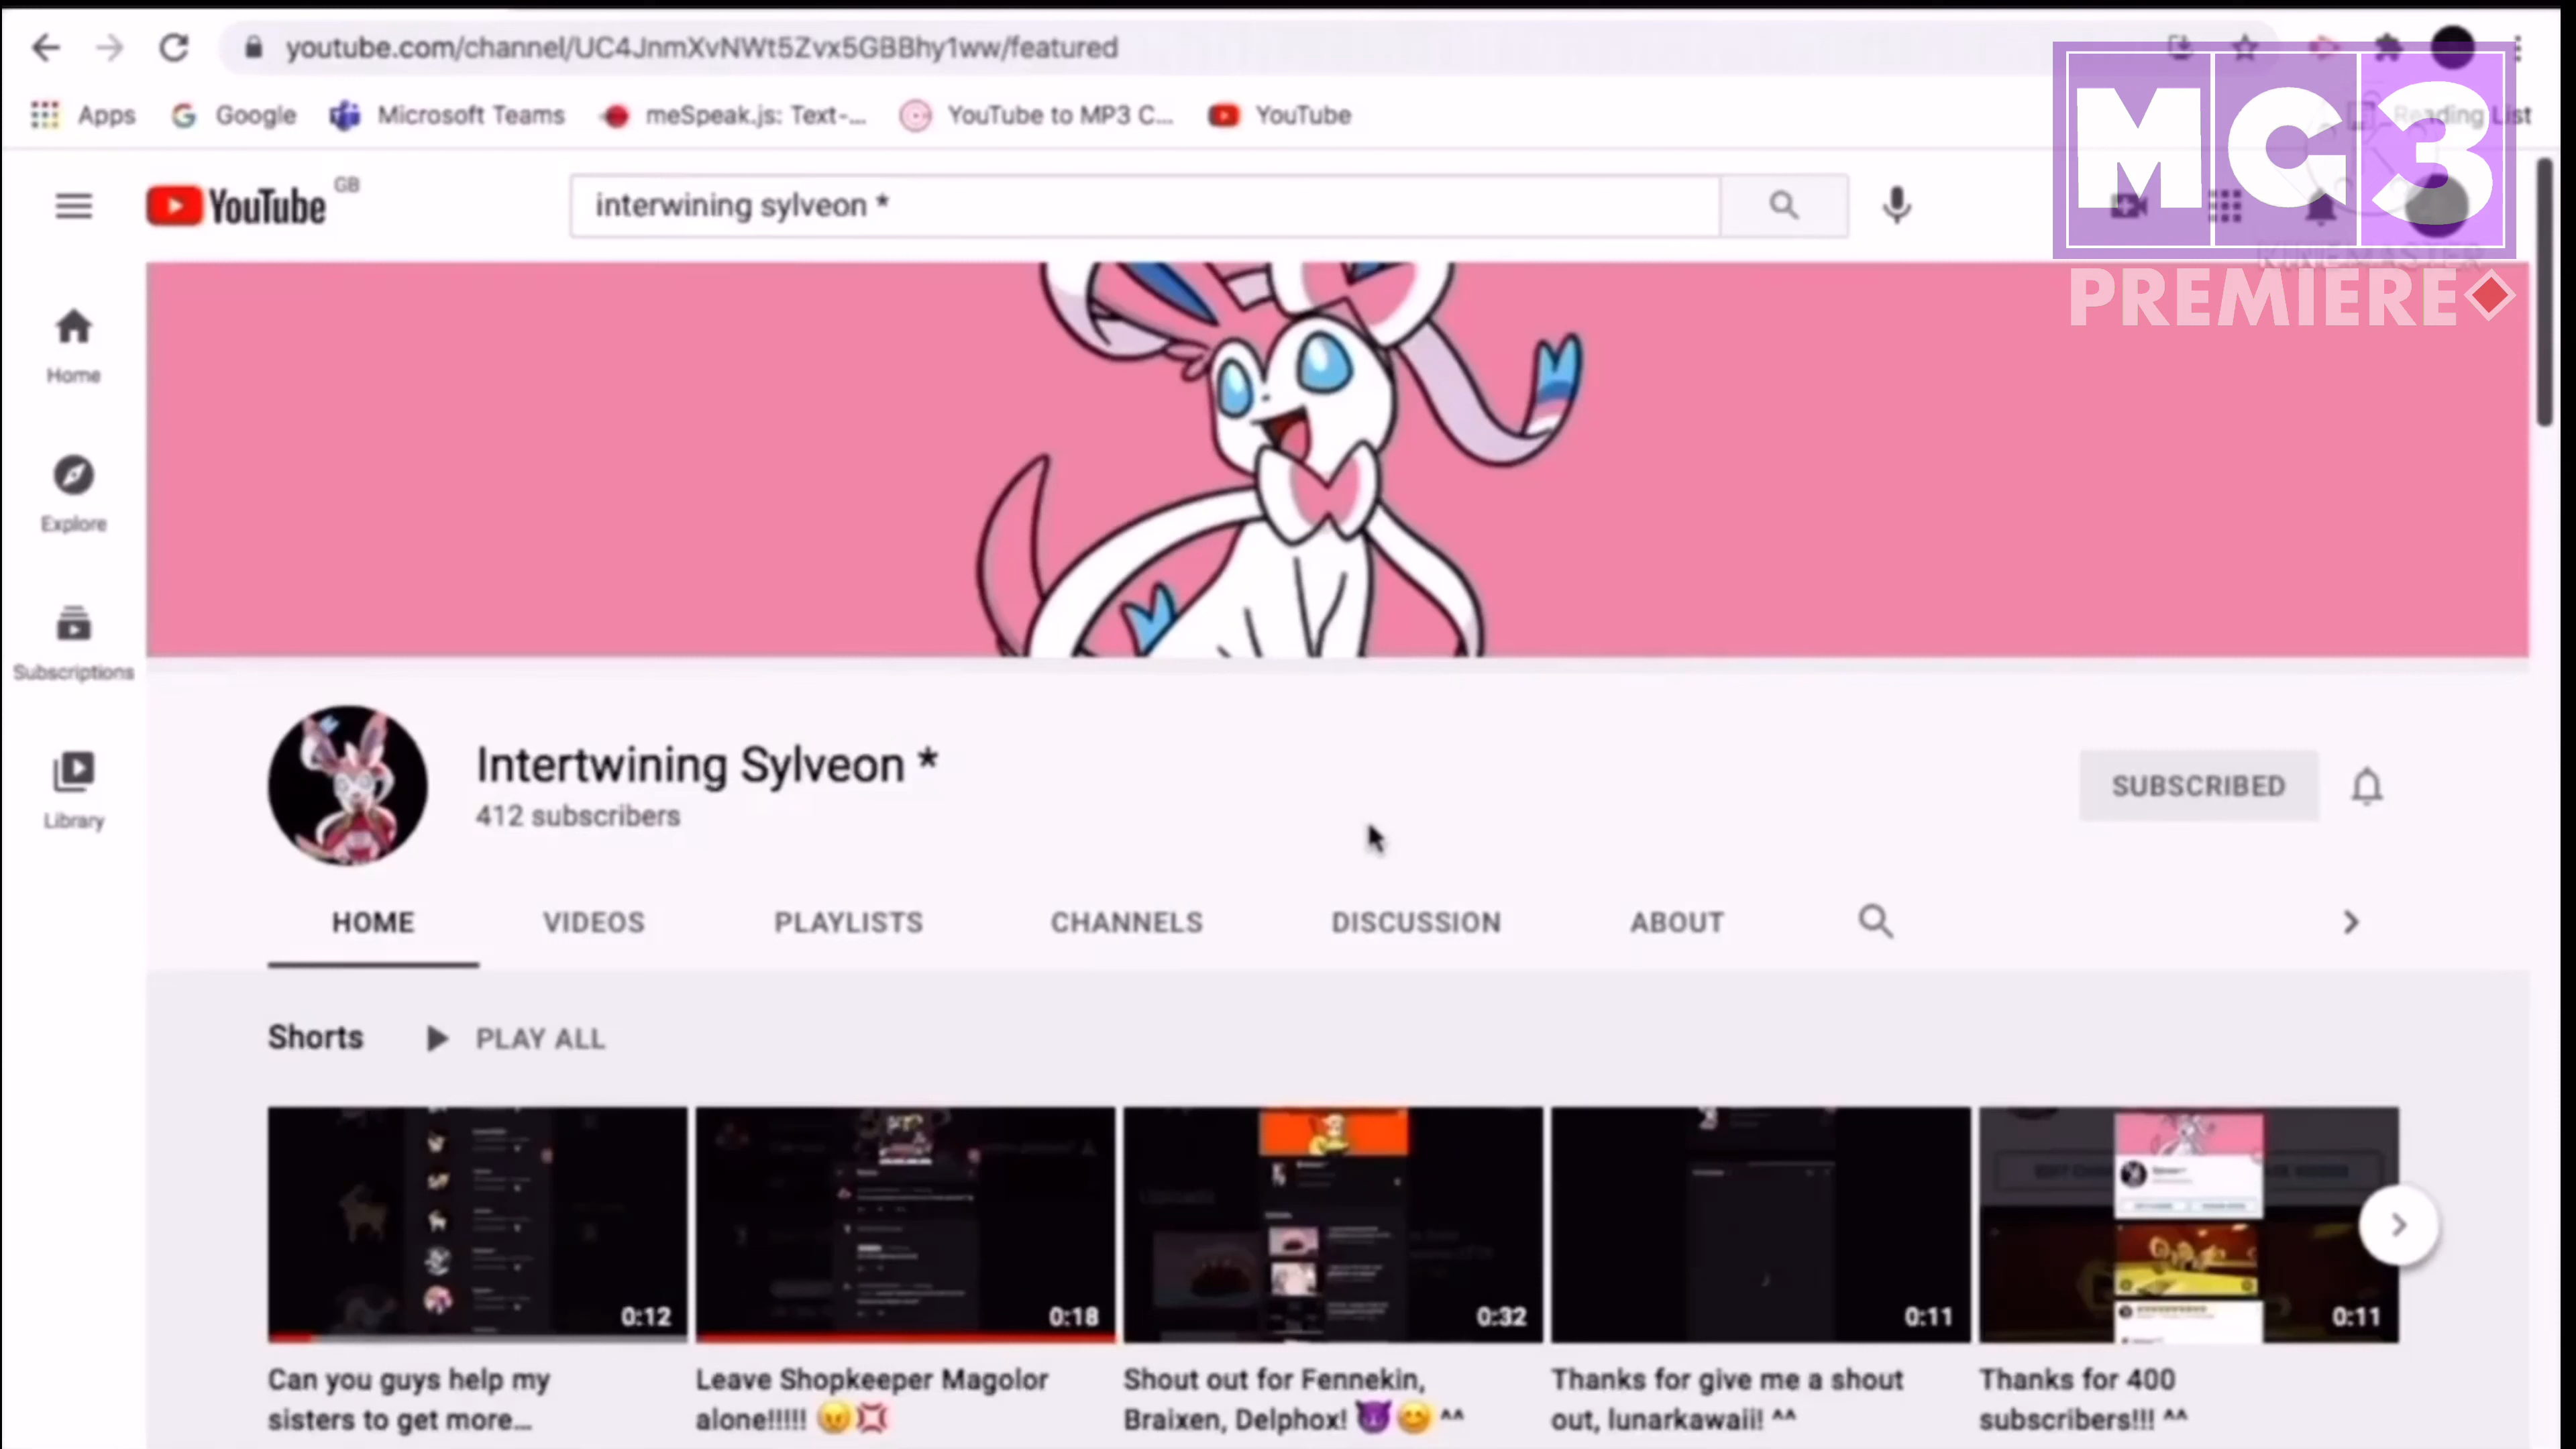 youtube.com/channel/UC4JnmXvNWt5Zvx5GBBhy1ww/featured
Apps Google Microsoft Teams meSpeak.js: Text-... YouTube to MP3 C... YouTube Reading List
MC3
PREMIERE
KINEMASTER
YouTube GB
interwining sylveon *
Home
Explore
Subscriptions
Library
Intertwining Sylveon *
412 subscribers
SUBSCRIBED
HOME VIDEOS PLAYLISTS CHANNELS DISCUSSION ABOUT
Shorts PLAY ALL
0:12 0:18 0:32 0:11 0:11
Can you guys help my
sisters to get more...
Leave Shopkeeper Magolor
alone!!!!! 😠💢
Shout out for Fennekin,
Braixen, Delphox! 😈😊 ^^
Thanks for give me a shout
out, lunarkawaii! ^^
Thanks for 400
subscribers!!! ^^